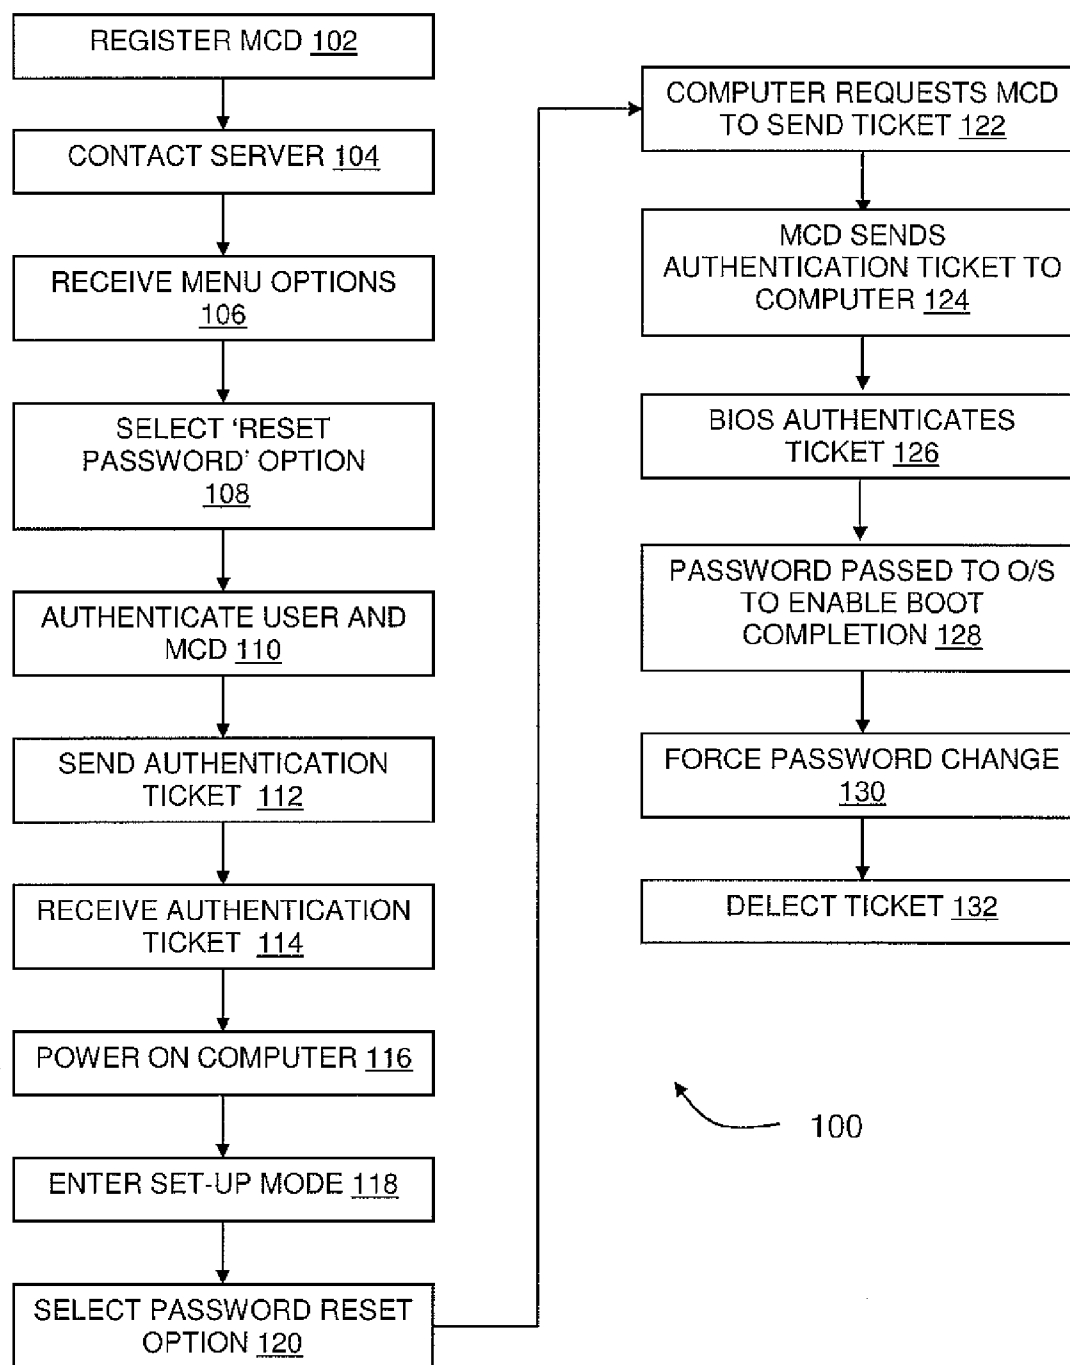 REGISTER MCD 102
CONTACT SERVER 104
RECEIVE MENU OPTIONS
106
SELECT ‘RESET
PASSWORD’ OPTION
108
AUTHENTICATE USER AND
MCD 110
SEND AUTHENTICATION
TICKET 112
RECEIVE AUTHENTICATION
TICKET 114
POWER ON COMPUTER 116
ENTER SET-UP MODE 118
SELECT PASSWORD RESET
OPTION 120
COMPUTER REQUESTS MCD
TO SEND TICKET 122
MCD SENDS
AUTHENTICATION TICKET TO
COMPUTER 124
BIOS AUTHENTICATES
TICKET 126
PASSWORD PASSED TO O/S
TO ENABLE BOOT
COMPLETION 128
FORCE PASSWORD CHANGE
130
DELECT TICKET 132
100